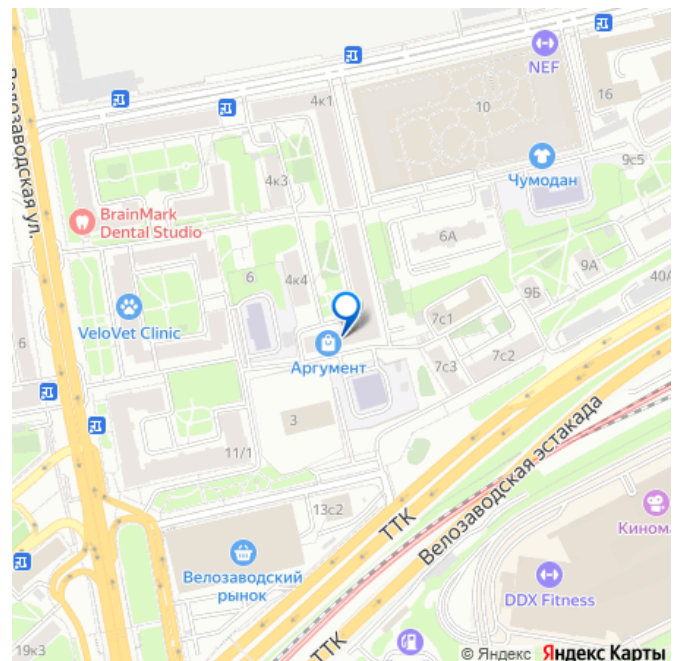 NEF
4к1
10
16
Велозаводская ул.
9с5
4к3
Чумодан
BrainMark
Dental Studio
6А
9А
6
4к4
9Б
40А
7с1
VeloVet Clinic
6
Аргумент
7с3
7с2
3
11/1
13с2
ТТК
Велозаводская эстакада
Кином
Велозаводский
рынок
DDX Fitness
19к3
ТТК
© Яндекс Яндекс Карты